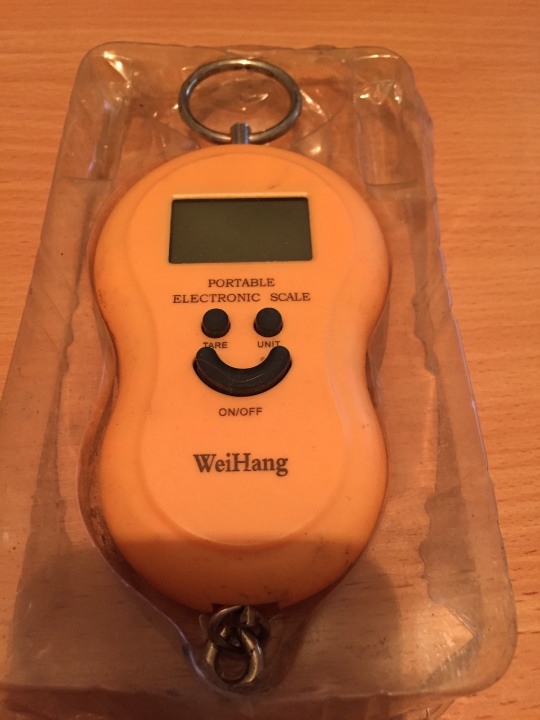 PORTABLE
ELECTRONIC SCALE
TARE UNIT
ON/OFF
WeiHang